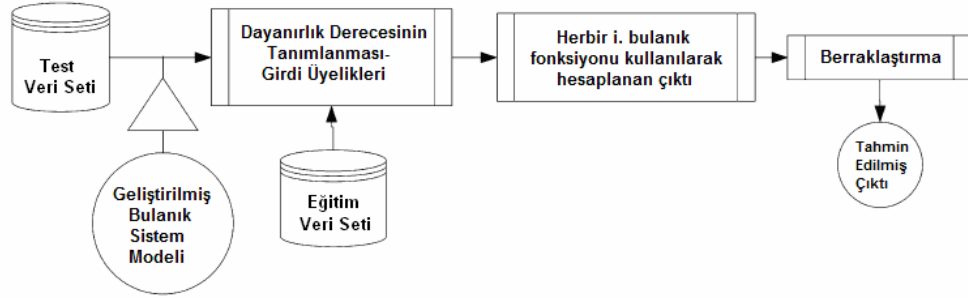 Test
Veri Seti
Dayanırlık Derecesinin
Tanımlanması-
Girdi Üyelikleri
Herbir i. bulanık
fonksiyonu kullanılarak
hesaplanan çıktı
Berraklaştırma
Geliştirilmiş
Bulanık
Sistem
Modeli
Eğitim
Veri Seti
Tahmin
Edilmiş
Çıktı